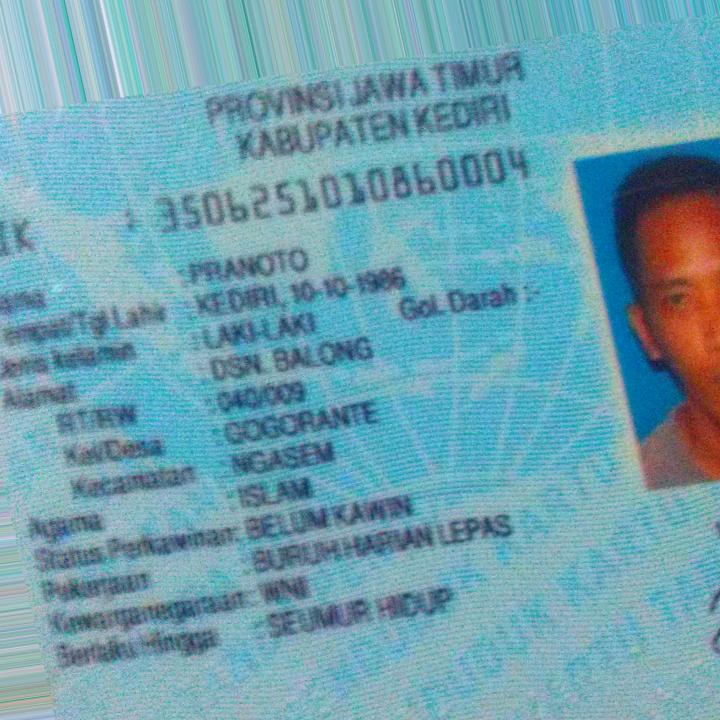 PROVINSI JAWA TIMUR
KABUPATEN KEDIRI
IK : 3506251010860004
ama : PRANOTO
empat/Tgl Lahir : KEDIRI, 10-10-1986
Jenis Kelamin : LAKI-LAKI Gol. Darah :-
Alamat : DSN. BALONG
RT/RW : 040/009
Kel/Desa : GOGORANTE
Kecamatan : NGASEM
Agama : ISLAM
Status Perkawinan: BELUM KAWIN
Pekerjaan : BURUH HARIAN LEPAS
Kewarganegaraan: WNI
Berlaku Hingga : SEUMUR HIDUP